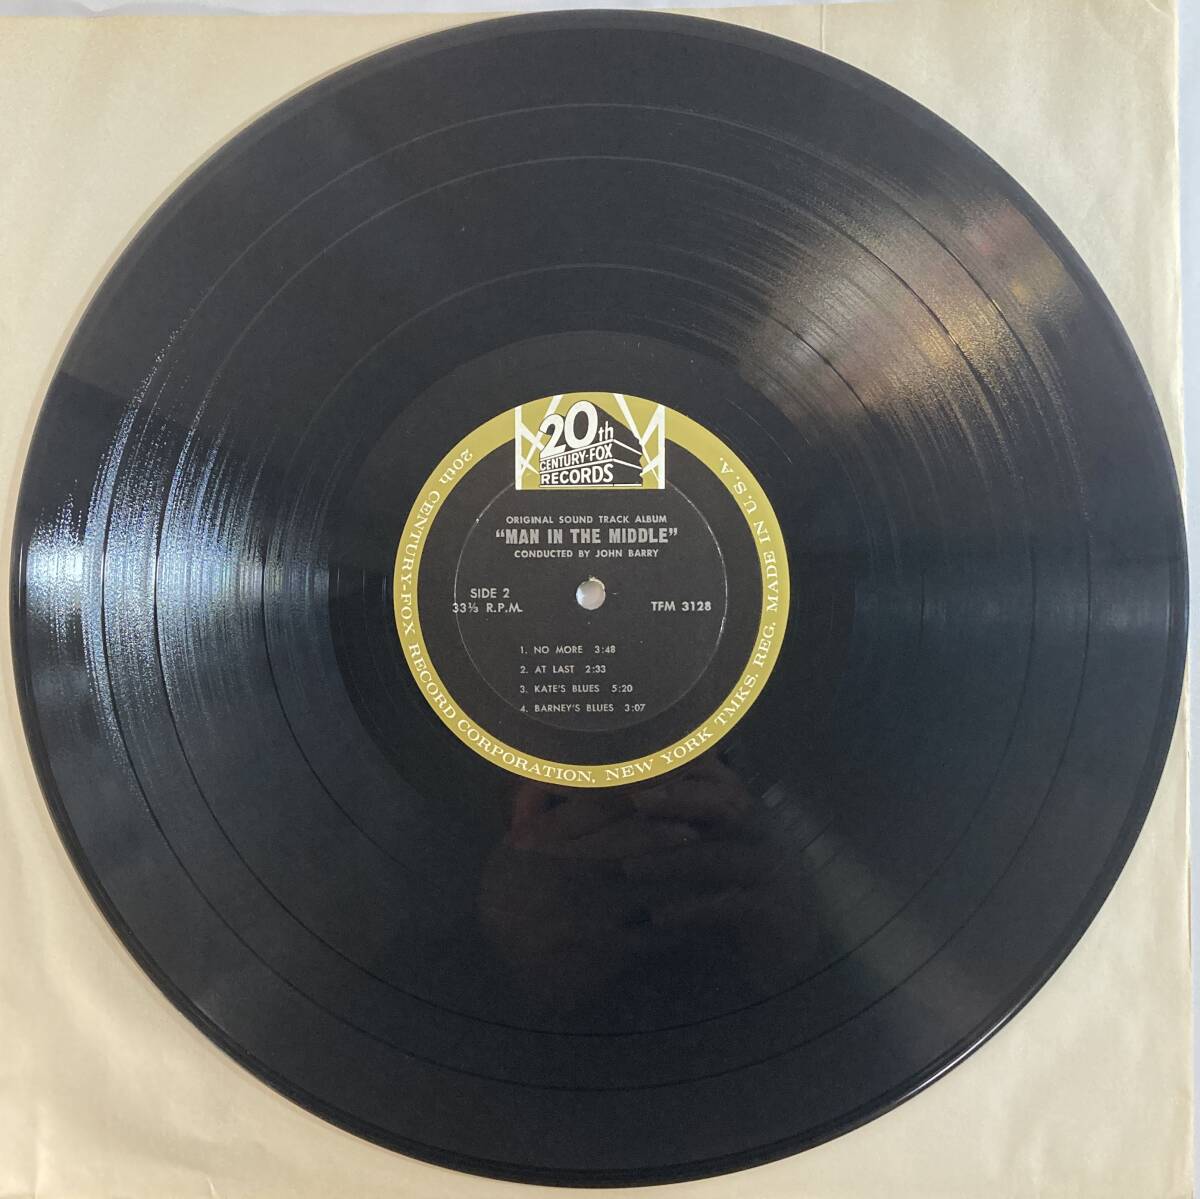 20th
CENTURY-FOX
RECORDS
ORIGINAL SOUND TRACK ALBUM
"MAN IN THE MIDDLE"
CONDUCTED BY JOHN BARRY
SIDE 2
33⅓ R.P.M.
TFM 3128
1. NO MORE 3:48
2. AT LAST 2:33
3. KATE'S BLUES 5:20
4. BARNEY'S BLUES 3:07
20th CENTURY-FOX RECORD CORPORATION, NEW YORK TMKS. REG. MADE IN U.S.A.